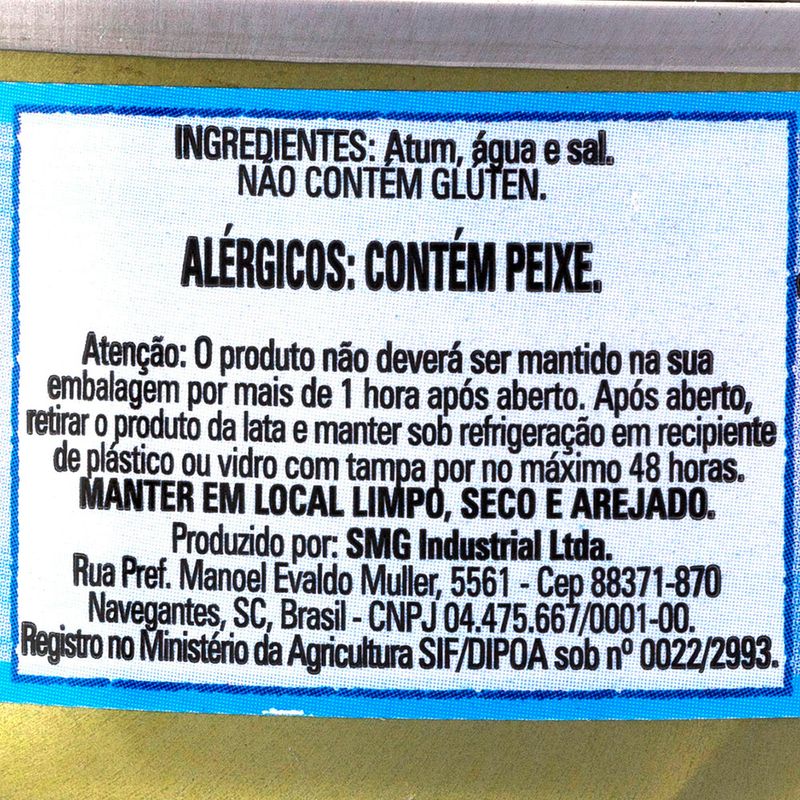 INGREDIENTES: Atum, água e sal.
NÃO CONTÉM GLÚTEN.
ALÉRGICOS: CONTÉM PEIXE.
Atenção: O produto não deverá ser mantido na sua
embalagem por mais de 1 hora após aberto. Após aberto,
retirar o produto da lata e manter sob refrigeração em recipiente
de plástico ou vidro com tampa por no máximo 48 horas.
MANTER EM LOCAL LIMPO, SECO E AREJADO.
Produzido por: SMG Industrial Ltda.
Rua Pref. Manoel Evaldo Muller, 5561 - Cep 88371-870
Navegantes, SC, Brasil - CNPJ 04.475.667/0001-00.
Registro no Ministério da Agricultura SIF/DIPOA sob nº 0022/2993.